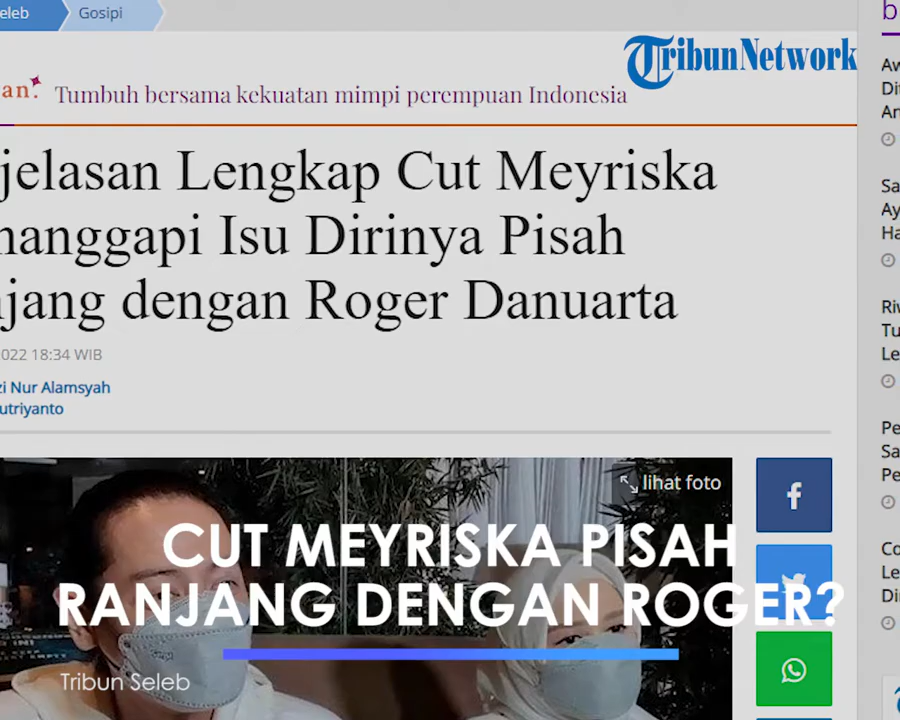 eleb
Gosipi
TribunNetwork
an. Tumbuh bersama kekuatan mimpi perempuan Indonesia
jelasan Lengkap Cut Meyriska
nanggapi Isu Dirinya Pisah
jang dengan Roger Danuarta
022 18:34 WIB
zi Nur Alamsyah
utriyanto
lihat foto
CUT MEYRISKA PISAH
RANJANG DENGAN ROGER?
Tribun Seleb
b
Aw
Dit
An
Sa
Ay
Ha
Riv
Tu
Le
Pe
Sa
Pe
Co
Le
Di